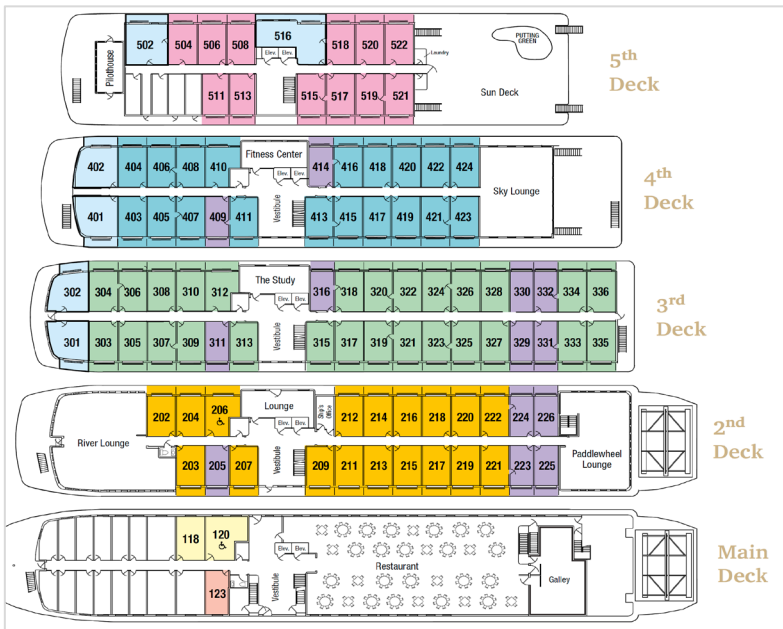 502 504 506 508 516 518 520 522
PUTTING
GREEN
Elev. Elev.
Laundry
Pilothouse
Sun Deck
511 513 515 517 519 521
5th
Deck
402 404 406 408 410 Fitness Center 414 416 418 420 422 424
Elev. Elev.
Sky Lounge
Vestibule
401 403 405 407 409 411 413 415 417 419 421 423
4th
Deck
302 304 306 308 310 312 The Study 316 318 320 322 324 326 328 330 332 334 336
Elev. Elev.
Vestibule
301 303 305 307 309 311 313 315 317 319 321 323 325 327 329 331 333 335
3rd
Deck
202 204 206 Lounge Ship's Office 212 214 216 218 220 222 224 226
Elev. Elev.
River Lounge
Vestibule
Paddlewheel
Lounge
203 205 207 209 211 213 215 217 219 221 223 225
2nd
Deck
118 120
Elev. Elev.
Restaurant
Vestibule
Galley
123
Main
Deck